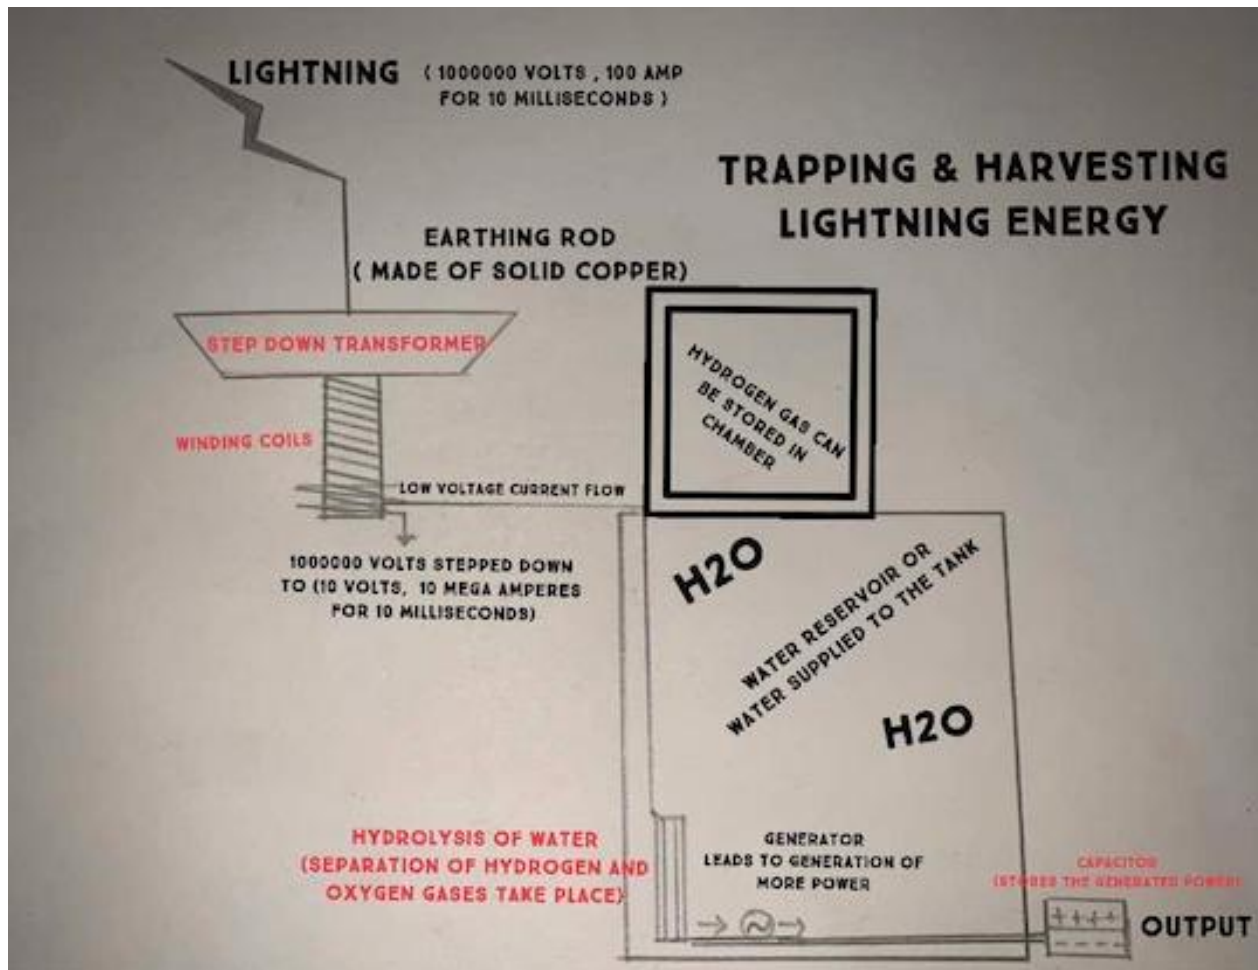 LIGHTNING
( 1000000 VOLTS , 100 AMP
FOR 10 MILLISECONDS )
TRAPPING & HARVESTING
LIGHTNING ENERGY
EARTHING ROD
( MADE OF SOLID COPPER)
STEP DOWN TRANSFORMER
WINDING COILS
LOW VOLTAGE CURRENT FLOW
1000000 VOLTS STEPPED DOWN
TO (10 VOLTS, 10 MEGA AMPERES
FOR 10 MILLISECONDS)
HYDROGEN GAS CAN
BE STORED IN
CHAMBER
H2O
WATER RESERVOIR OR
WATER SUPPLIED TO THE TANK
H2O
HYDROLYSIS OF WATER
(SEPARATION OF HYDROGEN AND
OXYGEN GASES TAKE PLACE)
GENERATOR
LEADS TO GENERATION OF
MORE POWER
CAPACITOR
(STORES THE GENERATED POWER)
++++
----
OUTPUT